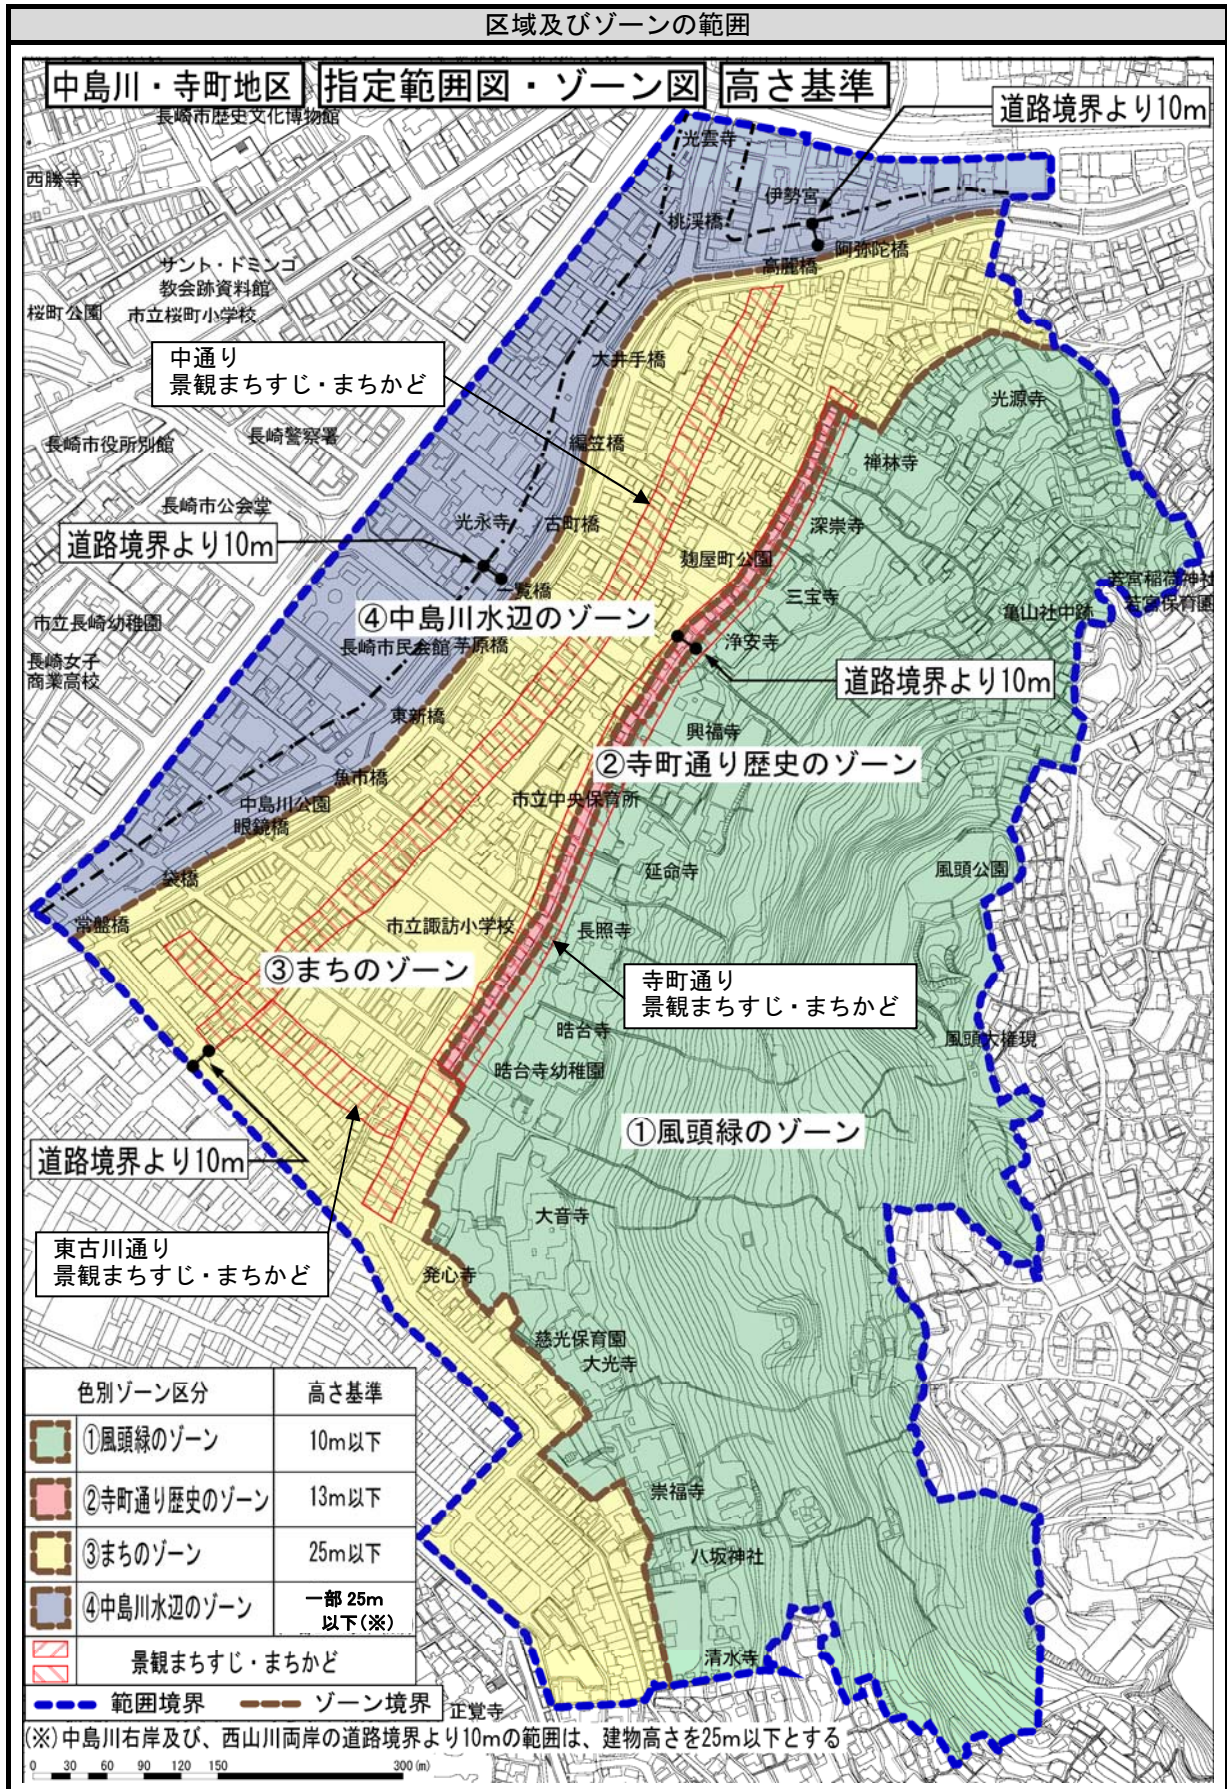 区域及びゾーンの範囲
中島川・寺町地区 指定範囲図・ゾーン図 高さ基準
道路境界より10m
長崎市歴史文化博物館
光雲寺
西勝寺
伊勢宮
桃渓橋
阿弥陀橋
高麗橋
サント・ドミンゴ
教会跡資料館
桜町公園
市立桜町小学校
中通り
景観まちすじ・まちかど
大井手橋
光源寺
長崎市役所別館
長崎警察署
編笠橋
禅林寺
長崎市公会堂
光永寺
古町橋
深崇寺
道路境界より10m
麹屋町公園
一覧橋
三宝寺
若宮稲荷神社
若宮保育園
亀山社中跡
④中島川水辺のゾーン
市立長崎幼稚園
長崎市民会館
芋原橋
浄安寺
長崎女子
商業高校
道路境界より10m
東新橋
興福寺
②寺町通り歴史のゾーン
魚市橋
中島川公園
眼鏡橋
市立中央保育所
袋橋
延命寺
風頭公園
常盤橋
市立諏訪小学校
長照寺
③まちのゾーン
寺町通り
景観まちすじ・まちかど
晧台寺
風頭大権現
晧台寺幼稚園
①風頭緑のゾーン
道路境界より10m
大音寺
東古川通り
景観まちすじ・まちかど
発心寺
慈光保育園
大光寺
色別ゾーン区分 高さ基準
①風頭緑のゾーン 10m以下
②寺町通り歴史のゾーン 13m以下
③まちのゾーン 25m以下
④中島川水辺のゾーン 一部 25m
以下(※)
景観まちすじ・まちかど
崇福寺
八坂神社
清水寺
範囲境界 ゾーン境界
正覚寺
(※)中島川右岸及び、西山川両岸の道路境界より10mの範囲は、建物高さを25m以下とする
0 30 60 90 120 150 300(m)